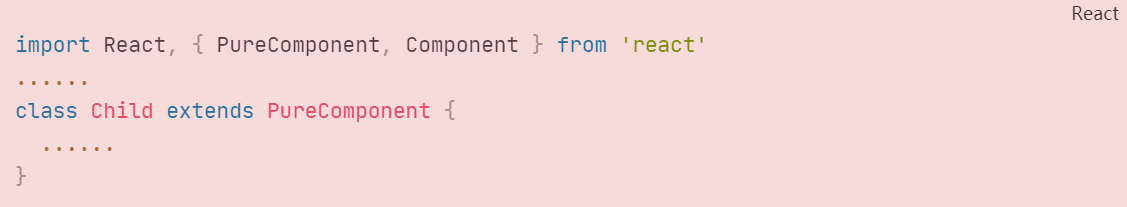 React
import React, { PureComponent, Component } from 'react'
......
class Child extends PureComponent {
  ......
}